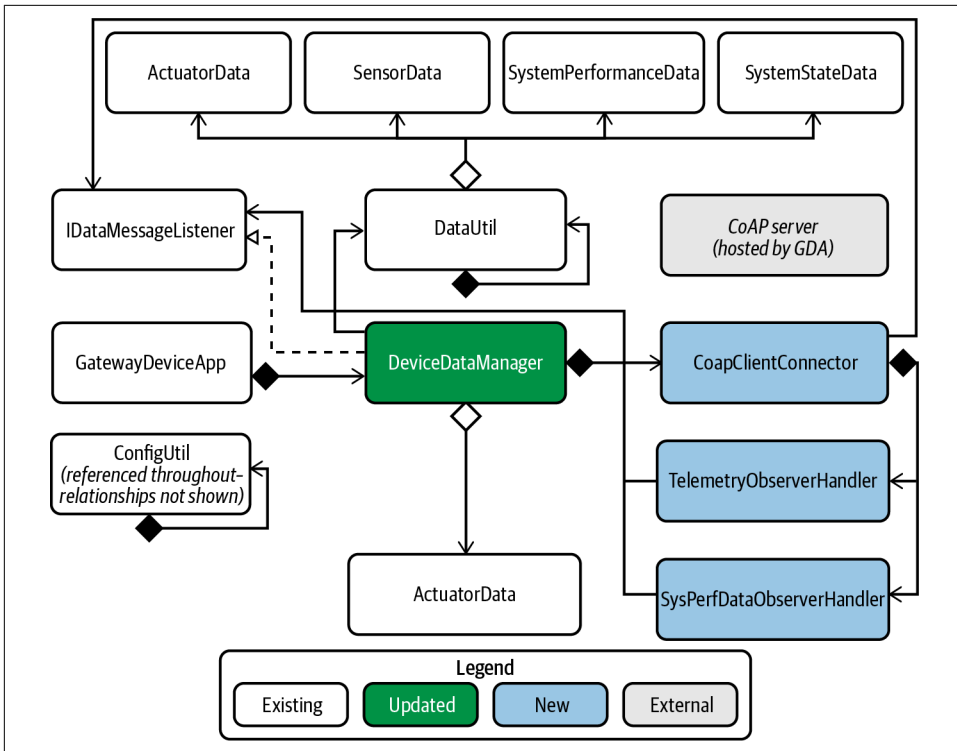 ActuatorData
SensorData
SystemPerformanceData
SystemStateData
IDataMessageListener
DataUtil
CoAP server
(hosted by GDA)
GatewayDeviceApp
DeviceDataManager
CoapClientConnector
ConfigUtil
(referenced throughout–
relationships not shown)
TelemetryObserverHandler
ActuatorData
SysPerfDataObserverHandler
Legend
Existing
Updated
New
External